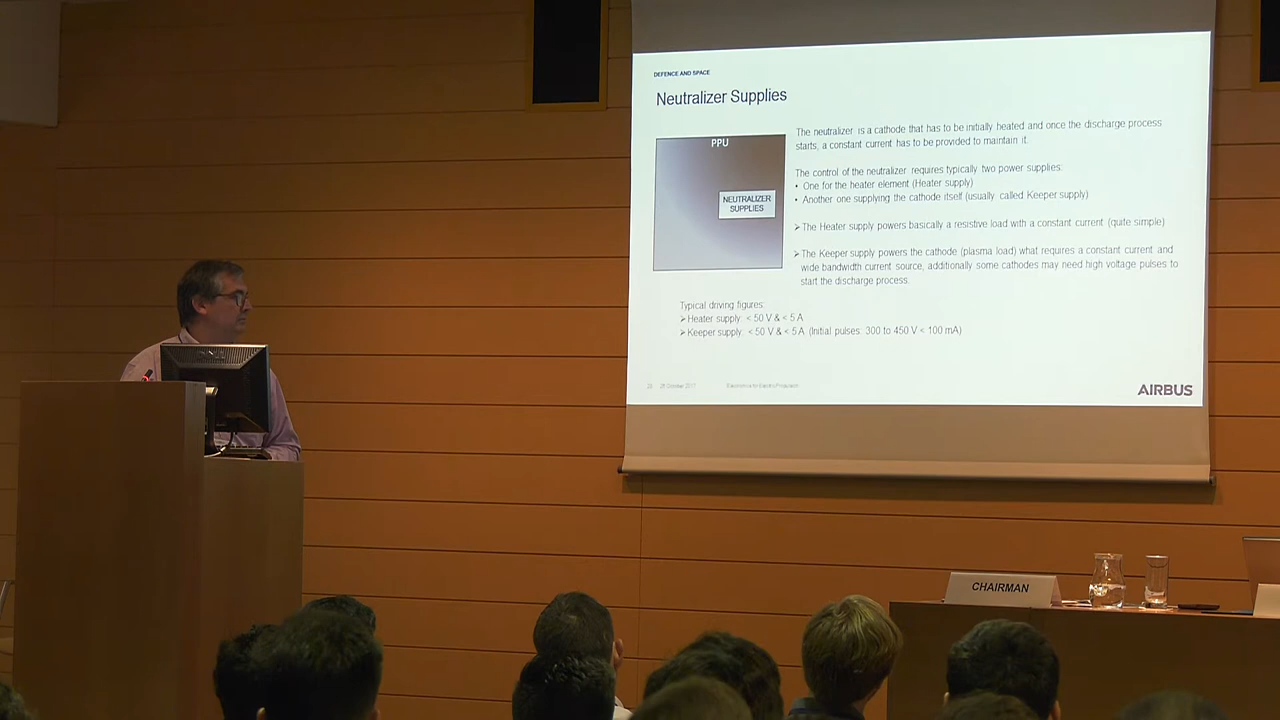 DEFENCE AND SPACE
Neutralizer Supplies
PPU
NEUTRALIZER
SUPPLIES
The neutralizer is a cathode that has to be initially heated and once the discharge process
starts, a constant current has to be provided to maintain it.
The control of the neutralizer requires typically two power supplies:
• One for the heater element (Heater supply)
• Another one supplying the cathode itself (usually called Keeper supply)
➢ The Heater supply powers basically a resistive load with a constant current (quite simple)
➢ The Keeper supply powers the cathode (plasma load) what requires a constant current and
wide bandwidth current source, additionally some cathodes may need high voltage pulses to
start the discharge process.
Typical driving figures:
➢ Heater supply: < 50 V & < 5 A
➢ Keeper supply: < 50 V & < 5 A (Initial pulses: 300 to 450 V < 100 mA)
October
AIRBUS
CHAIRMAN